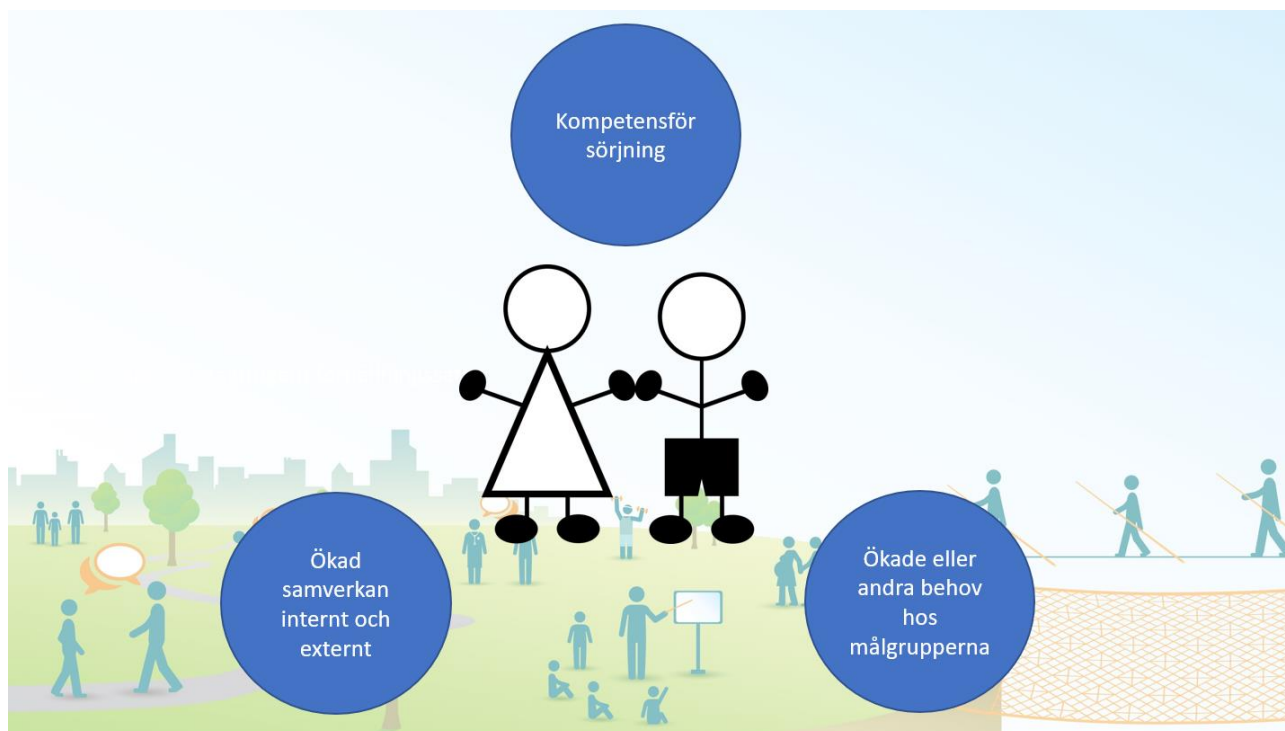 Kompetensför
sörjning
Ökad
samverkan
internt och
externt
Ökade eller
andra behov
hos
målgrupperna